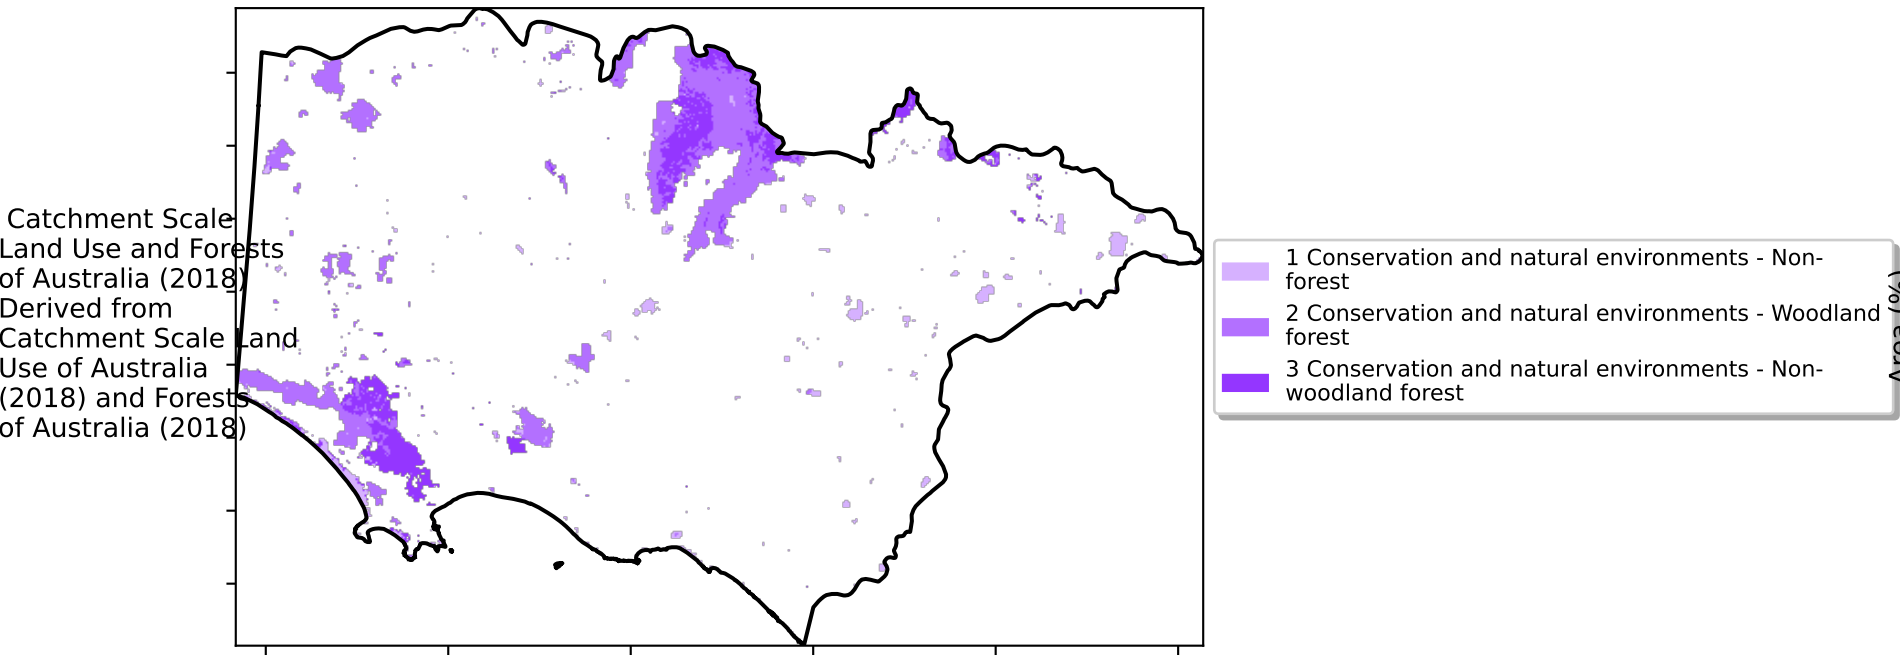 Catchment Scale
Land Use and Forests
of Australia (2018)
Derived from
Catchment Scale Land
Use of Australia
(2018) and Forests
of Australia (2018)
1 Conservation and natural environments - Non-
forest
2 Conservation and natural environments - Woodland
forest
3 Conservation and natural environments - Non-
woodland forest
Area (%)